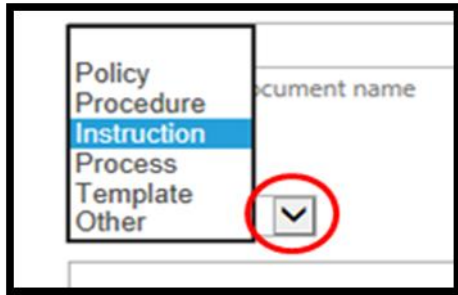 Policy
ocument name
Procedure
Instruction
Process
Template
Other